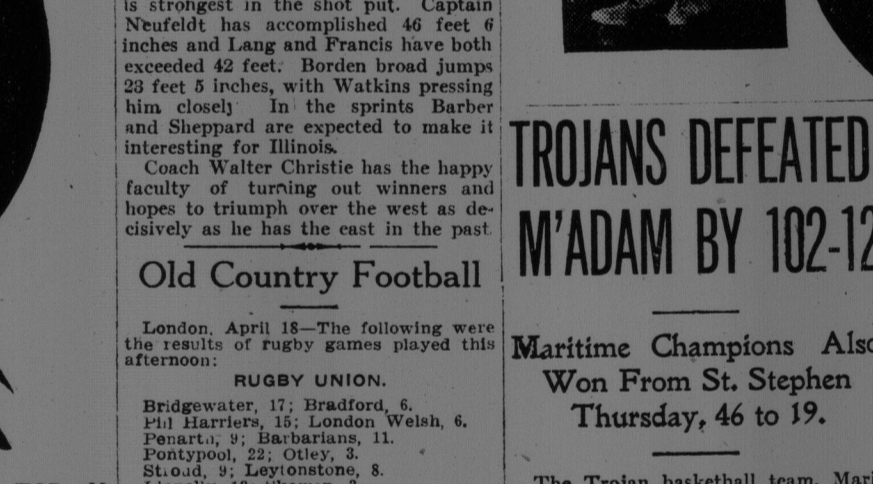 is strongest in the shot put. Captain
Neufeldt has accomplished 46 feet 6
inches and Lang and Francis have both
exceeded 42 feet. Borden broad jumps
23 feet 5 inches, with Watkins pressing
him closely In the sprints Barber
and Sheppard are expected to make it
interesting for Illinois.
Coach Walter Christie has the happy
faculty of turning out winners and
hopes to triumph over the west as de-
cisively as he has the east in the past.
Old Country Football
London, April 18—The following were
the results of rugby games played this
afternoon:
RUGBY UNION.
Bridgewater, 17; Bradford, 6.
Harriers, 15; London Welsh, 6.
Penarth, 9; Barbarians, 11.
Pontypool, 22; Otley, 3.
Stroud, 9; Leytonstone, 8.
TROJANS DEFEATED
M'ADAM BY 102-12
Maritime Champions Also
Won From St. Stephen
Thursday, 46 to 19.
The Trojan basketball team, Mari